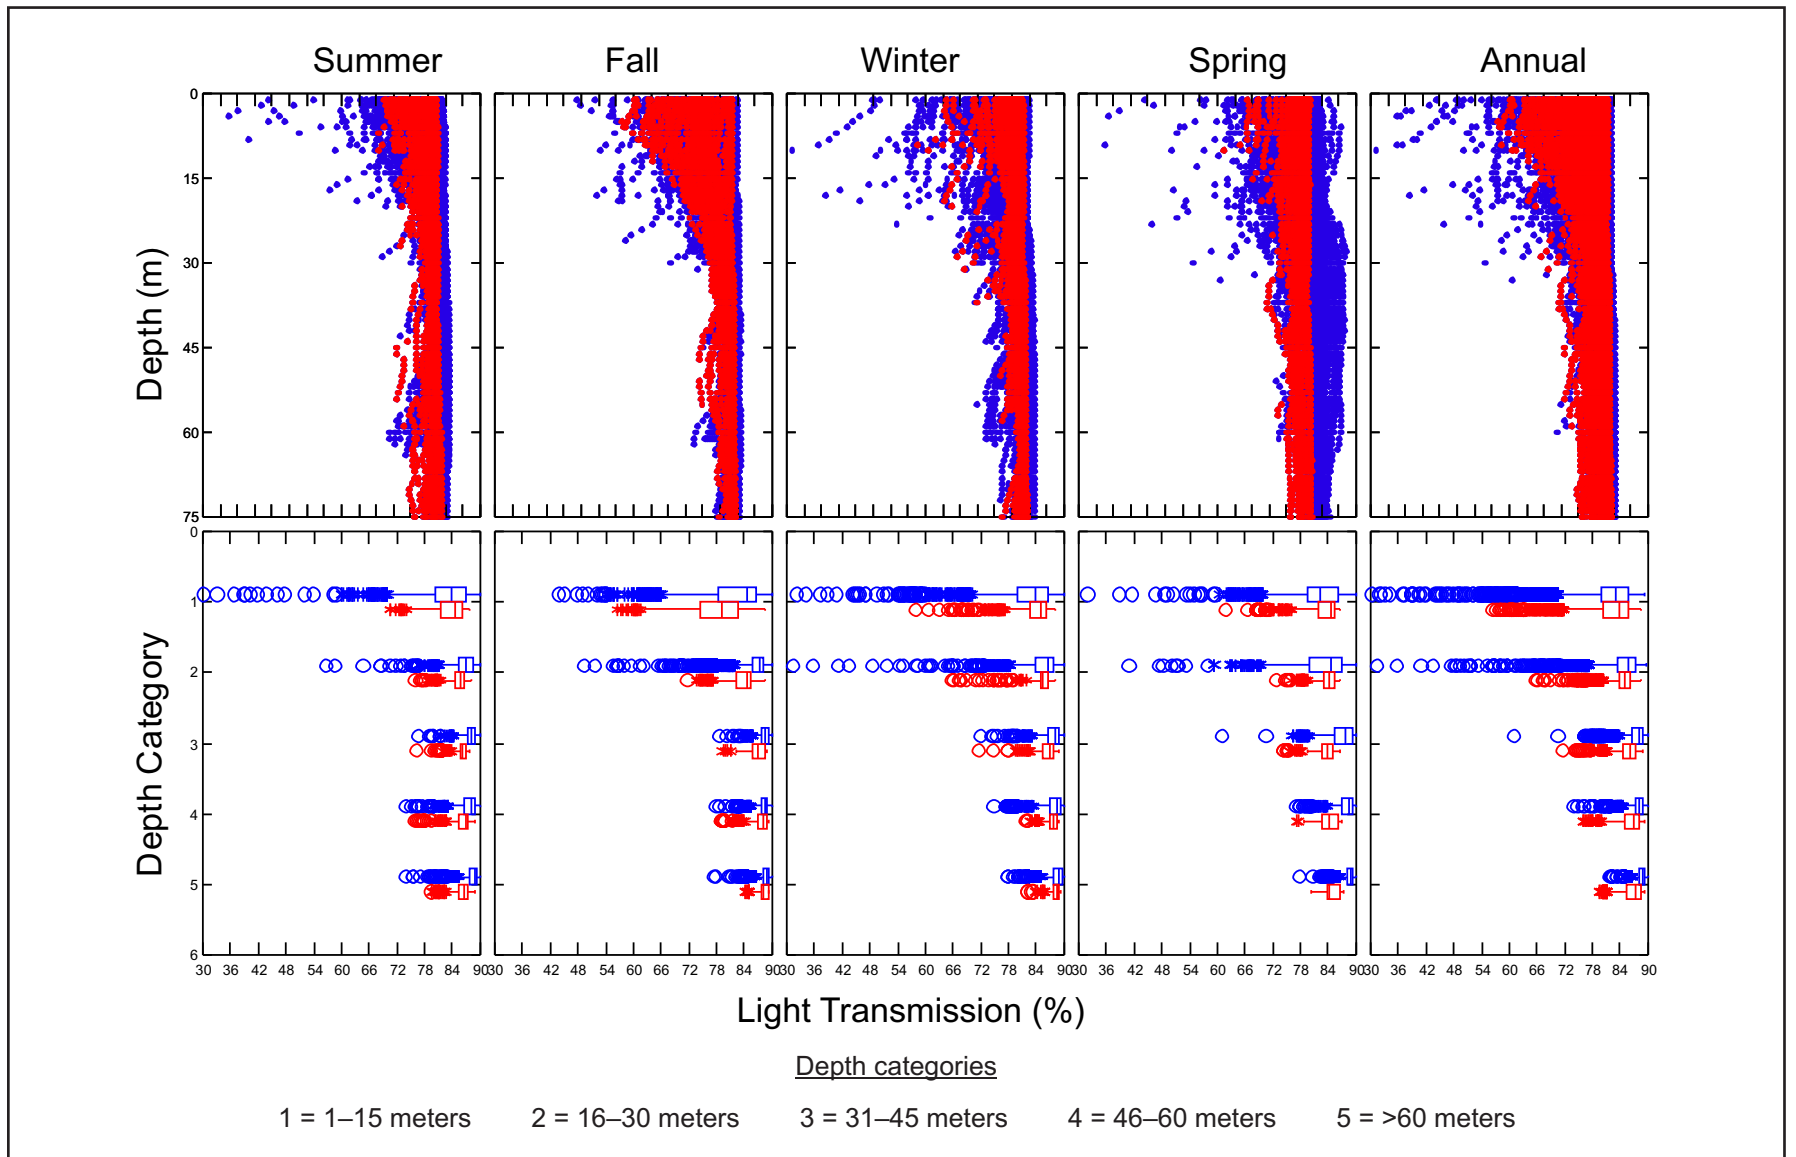 Summer Fall Winter Spring Annual
0
15
30
45
60
75
Depth (m)
0
1
2
3
4
5
6
Depth Category
30 36 42 48 54 60 66 72 78 84 90 30 36 42 48 54 60 66 72 78 84 90 30 36 42 48 54 60 66 72 78 84 90 30 36 42 48 54 60 66 72 78 84 90 30 36 42 48 54 60 66 72 78 84 90
Light Transmission (%)
Depth categories
1 = 1–15 meters 2 = 16–30 meters 3 = 31–45 meters 4 = 46–60 meters 5 = >60 meters